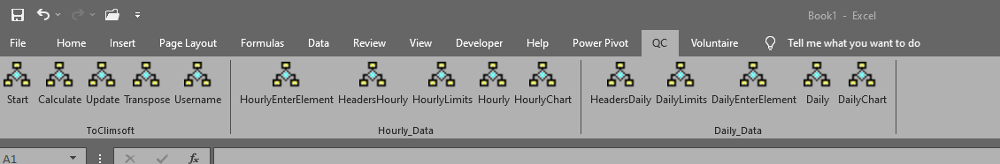 Book1 - Excel
File Home Insert Page Layout Formulas Data Review View Developer Help Power Pivot QC Voluntaire Tell me what you want to do
Start Calculate Update Transpose Username HourlyEnterElement HeadersHourly HourlyLimits Hourly HourlyChart HeadersDaily DailyLimits DailyEnterElement Daily DailyChart
ToClimsoft Hourly_Data Daily_Data
A1 fx